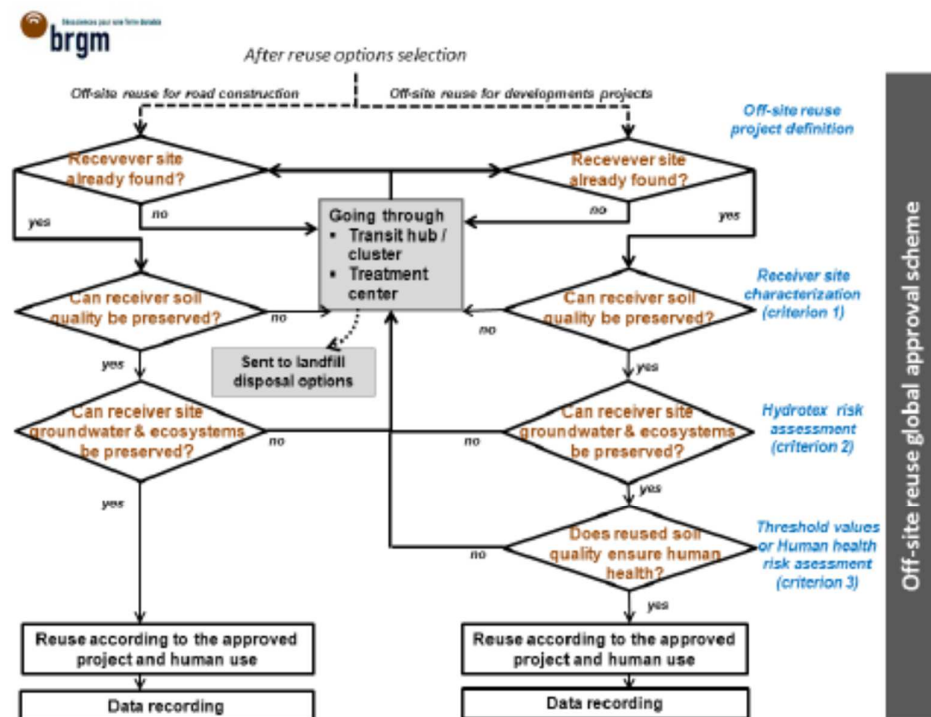 Géosciences pour une Terre durable
brgm
After reuse options selection
Off-site reuse for road construction
Off-site reuse for developments projects
Off-site reuse
project definition
Recevever site
already found?
Recevever site
already found?
yes
no
no
yes
Going through
▪ Transit hub /
cluster
▪ Treatment
center
Can receiver soil
quality be preserved?
Can receiver soil
quality be preserved?
Receiver site
characterization
(criterion 1)
no
no
yes
yes
Sent to landfill
disposal options
Can receiver site
groundwater & ecosystems
be preserved?
Can receiver site
groundwater & ecosystems
be preserved?
Hydrotex risk
assessment
(criterion 2)
no
no
yes
yes
Does reused soil
quality ensure human
health?
Threshold values
or Human health
risk asessment
(criterion 3)
no
yes
Reuse according to the approved
project and human use
Reuse according to the approved
project and human use
Data recording
Data recording
Off-site reuse global approval scheme